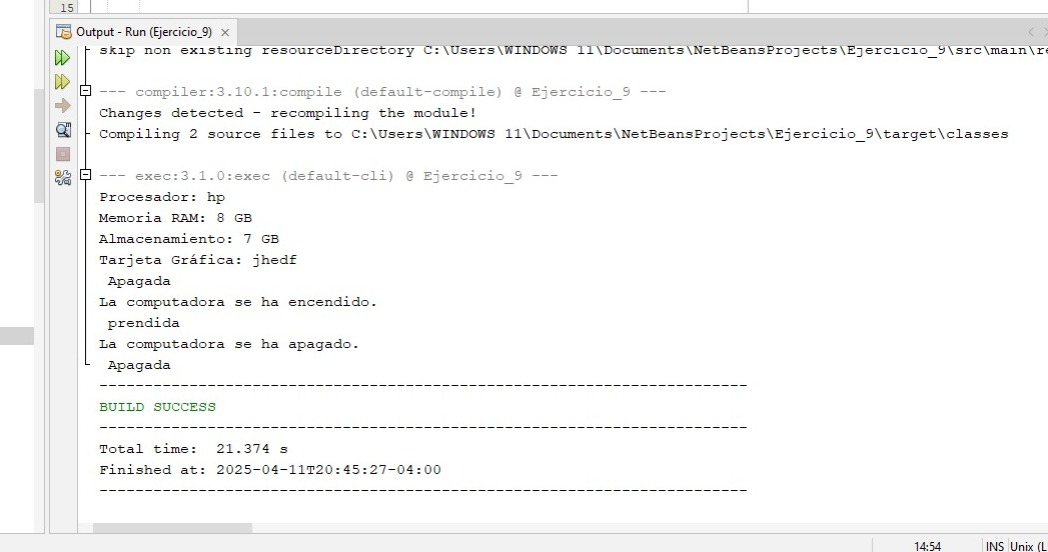 15
Output - Run (Ejercicio_9) ×
skip non existing resourceDirectory C:\Users\WINDOWS 11\Documents\NetBeansProjects\Ejercicio_9\src\main\re
--- compiler:3.10.1:compile (default-compile) @ Ejercicio_9 ---
Changes detected - recompiling the module!
Compiling 2 source files to C:\Users\WINDOWS 11\Documents\NetBeansProjects\Ejercicio_9\target\classes
--- exec:3.1.0:exec (default-cli) @ Ejercicio_9 ---
Procesador: hp
Memoria RAM: 8 GB
Almacenamiento: 7 GB
Tarjeta Gráfica: jhedf
Apagada
La computadora se ha encendido.
prendida
La computadora se ha apagado.
Apagada
------------------------------------------------------------------------
BUILD SUCCESS
------------------------------------------------------------------------
Total time:  21.374 s
Finished at: 2025-04-11T20:45:27-04:00
------------------------------------------------------------------------
14:54 INS Unix (L